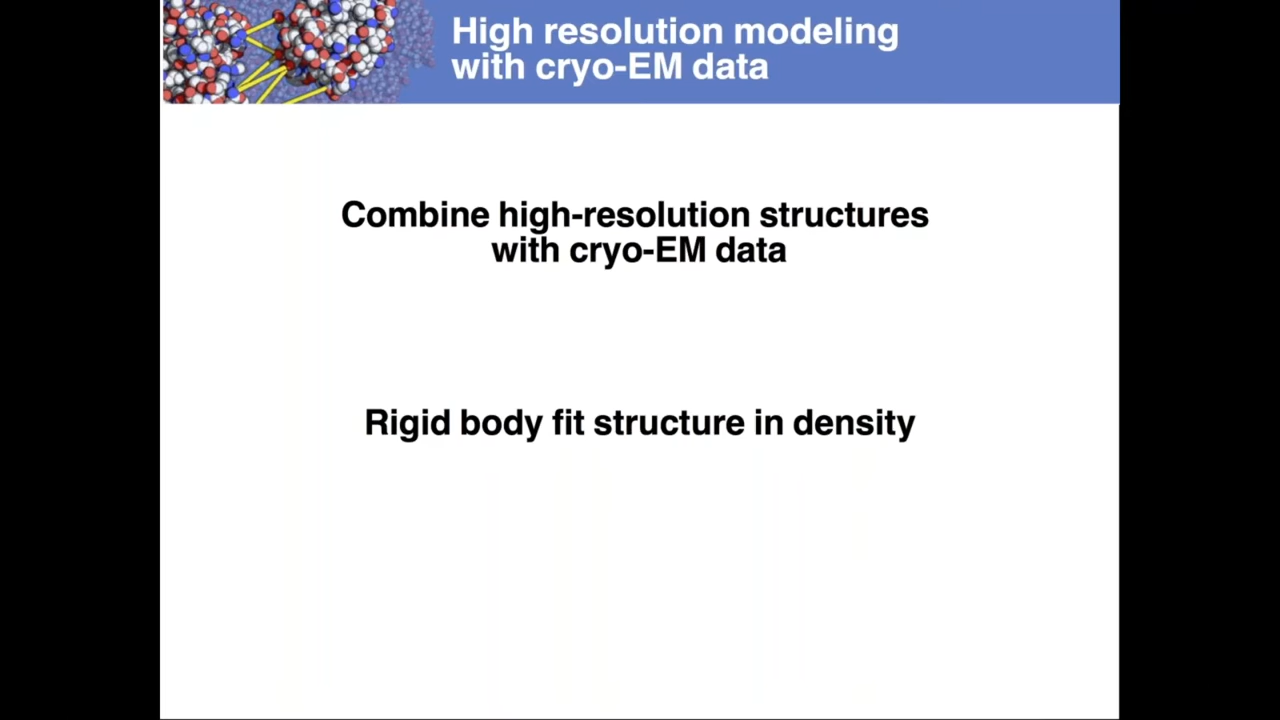 High resolution modeling
with cryo-EM data
Combine high-resolution structures
with cryo-EM data
Rigid body fit structure in density